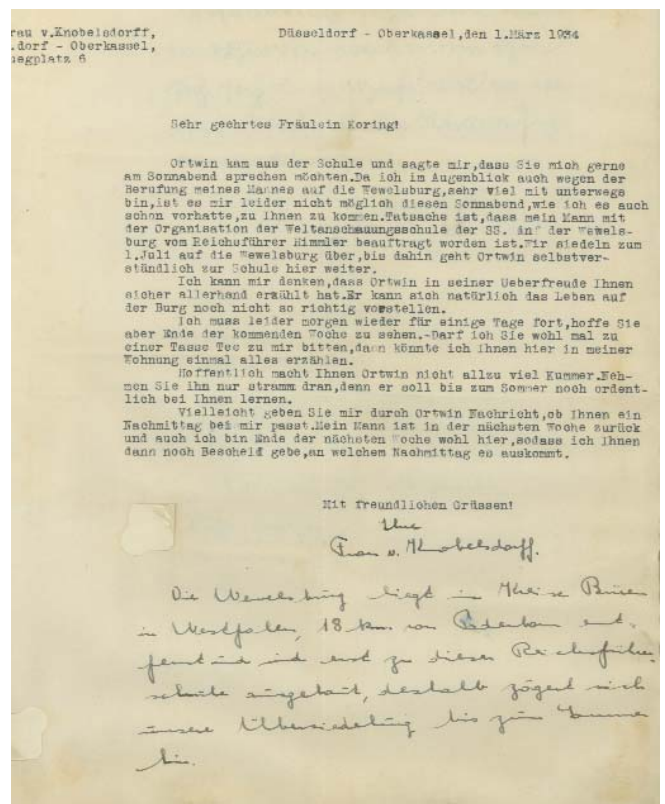 rau v.Knobelsdorff,
.dorf - Oberkassel,
egplatz 6
Düsseldorf - Oberkassel,den 1.März 1934
Sehr geehrtes Fräulein Koring!
Ortwin kam aus der Schule und sagte mir,dass Sie mich gerne
am Sonnabend sprechen möchten.Da ich im Augenblick auch wegen der
Berufung meines Mannes auf die Wewelsburg,sehr viel mit unterwegs
bin,ist es mir leider nicht möglich diesen Sonnabend,wie ich es auch
schon vorhatte,zu Ihnen zu kommen.Tatsache ist,dass mein Mann mit
der Organisation der Weltanschauungsschule der SS. auf der Wewels-
burg vom Reichsführer Himmler beauftragt worden ist.Wir siedeln zum
1.Juli auf die Wewelsburg über,bis dahin geht Ortwin selbstver-
ständlich zur Schule hier weiter.
Ich kann mir denken,dass Ortwin in seiner Ueberfreude Ihnen
sicher allerhand erzählt hat.Er kann sich natürlich das Leben auf
der Burg noch nicht so richtig vorstellen.
Ich muss leider morgen wieder für einige Tage fort,hoffe Sie
aber Ende der kommenden Woche zu sehen.-Darf ich Sie wohl mal zu
einer Tasse Tee zu mir bitten,dann könnte ich Ihnen hier in meiner
Wohnung einmal alles erzählen.
Hoffentlich macht Ihnen Ortwin nicht allzu viel Kummer.Neh-
men Sie ihn nur stramm dran,denn er soll bis zum Sommer noch ordent-
lich bei Ihnen lernen.
Vielleicht geben Sie mir durch Ortwin Nachricht,ob Ihnen ein
Nachmittag bei mir passt.Mein Mann ist in der nächsten Woche zurück
und auch ich bin Ende der nächsten Woche wohl hier,sodass ich Ihnen
dann noch Bescheid gebe,an welchem Nachmittag es auskommt.
Mit freundlichen Grüssen!
Ihre
Frau v. Knobelsdorff.
Die Wewelsburg liegt im Kreise Büren
in Westfalen, 18 km von Paderborn ent-
fernt und wird erst zu dieser Reichsführer-
schule ausgebaut, deshalb zögert sich
unsere Übersiedelung bis zum Sommer
hin.